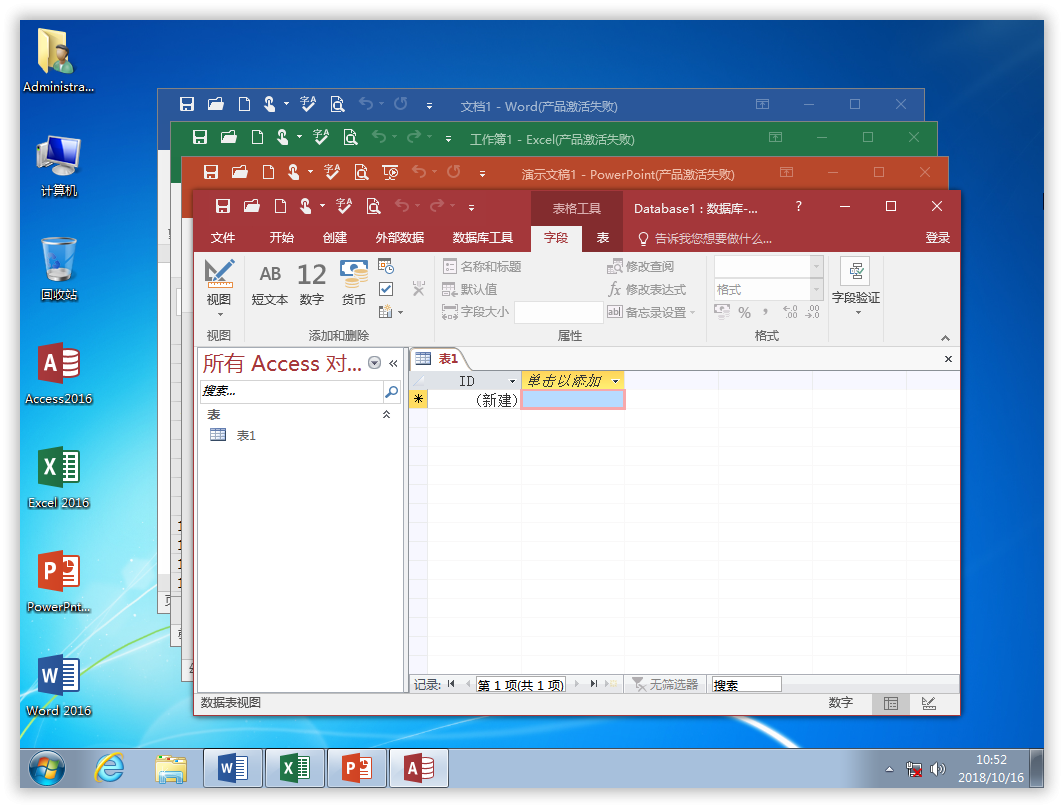 Administra...
计算机
回收站
Access2016
Excel 2016
PowerPnt...
Word 2016
文档1 - Word(产品激活失败)
工作簿1 - Excel(产品激活失败)
演示文稿1 - PowerPoint(产品激活失败)
表格工具
Database1 : 数据库-...
?
文件 开始 创建 外部数据 数据库工具 字段 表 告诉我您想要做什么... 登录
视图
AB 短文本
12 数字
货币
名称和标题
默认值
字段大小
修改查阅
fx 修改表达式
ab 备忘录设置
格式
% ,
字段验证
视图 添加和删除 属性 格式
所有 Access 对... «
搜索...
表
表1
表1
ID 单击以添加
* (新建)
记录: 第 1 项(共 1 项) 无筛选器 搜索
数据表视图 数字
10:52
2018/10/16